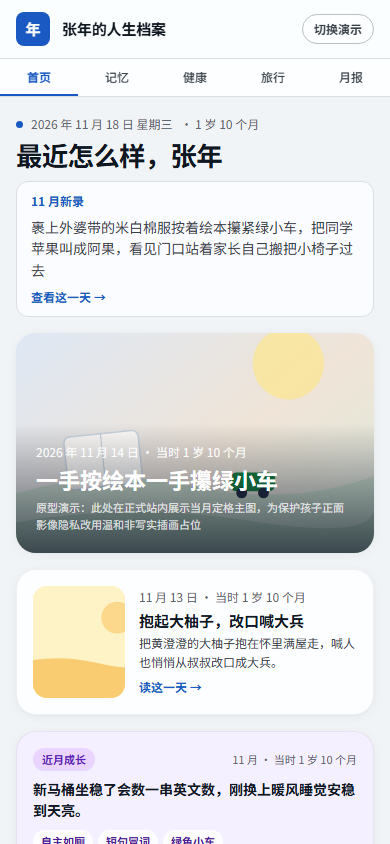 年
张年的人生档案
切换演示
首页
记忆
健康
旅行
月报
2026 年 11 月 18 日 星期三 · 1 岁 10 个月
最近怎么样，张年
11 月新录
裹上外婆带的米白棉服按着绘本攥紧绿小车，把同学
苹果叫成阿果，看见门口站着家长自己搬把小椅子过
去
查看这一天 →
2026 年 11 月 14 日 · 当时 1 岁 10 个月
一手按绘本一手攥绿小车
原型演示：此处在正式站内展示当月定格主图，为保护孩子正面
影像隐私改用温和非写实插画占位
11 月 13 日 · 当时 1 岁 10 个月
抱起大柚子，改口喊大兵
把黄澄澄的大柚子抱在怀里满屋走，喊人
也悄悄从叔叔改口成大兵。
读这一天 →
近月成长
11 月 · 当时 1 岁 10 个月
新马桶坐稳了会数一串英文数，刚换上暖风睡觉安稳
到天亮。
自主如厕
短句冒词
绿色小车